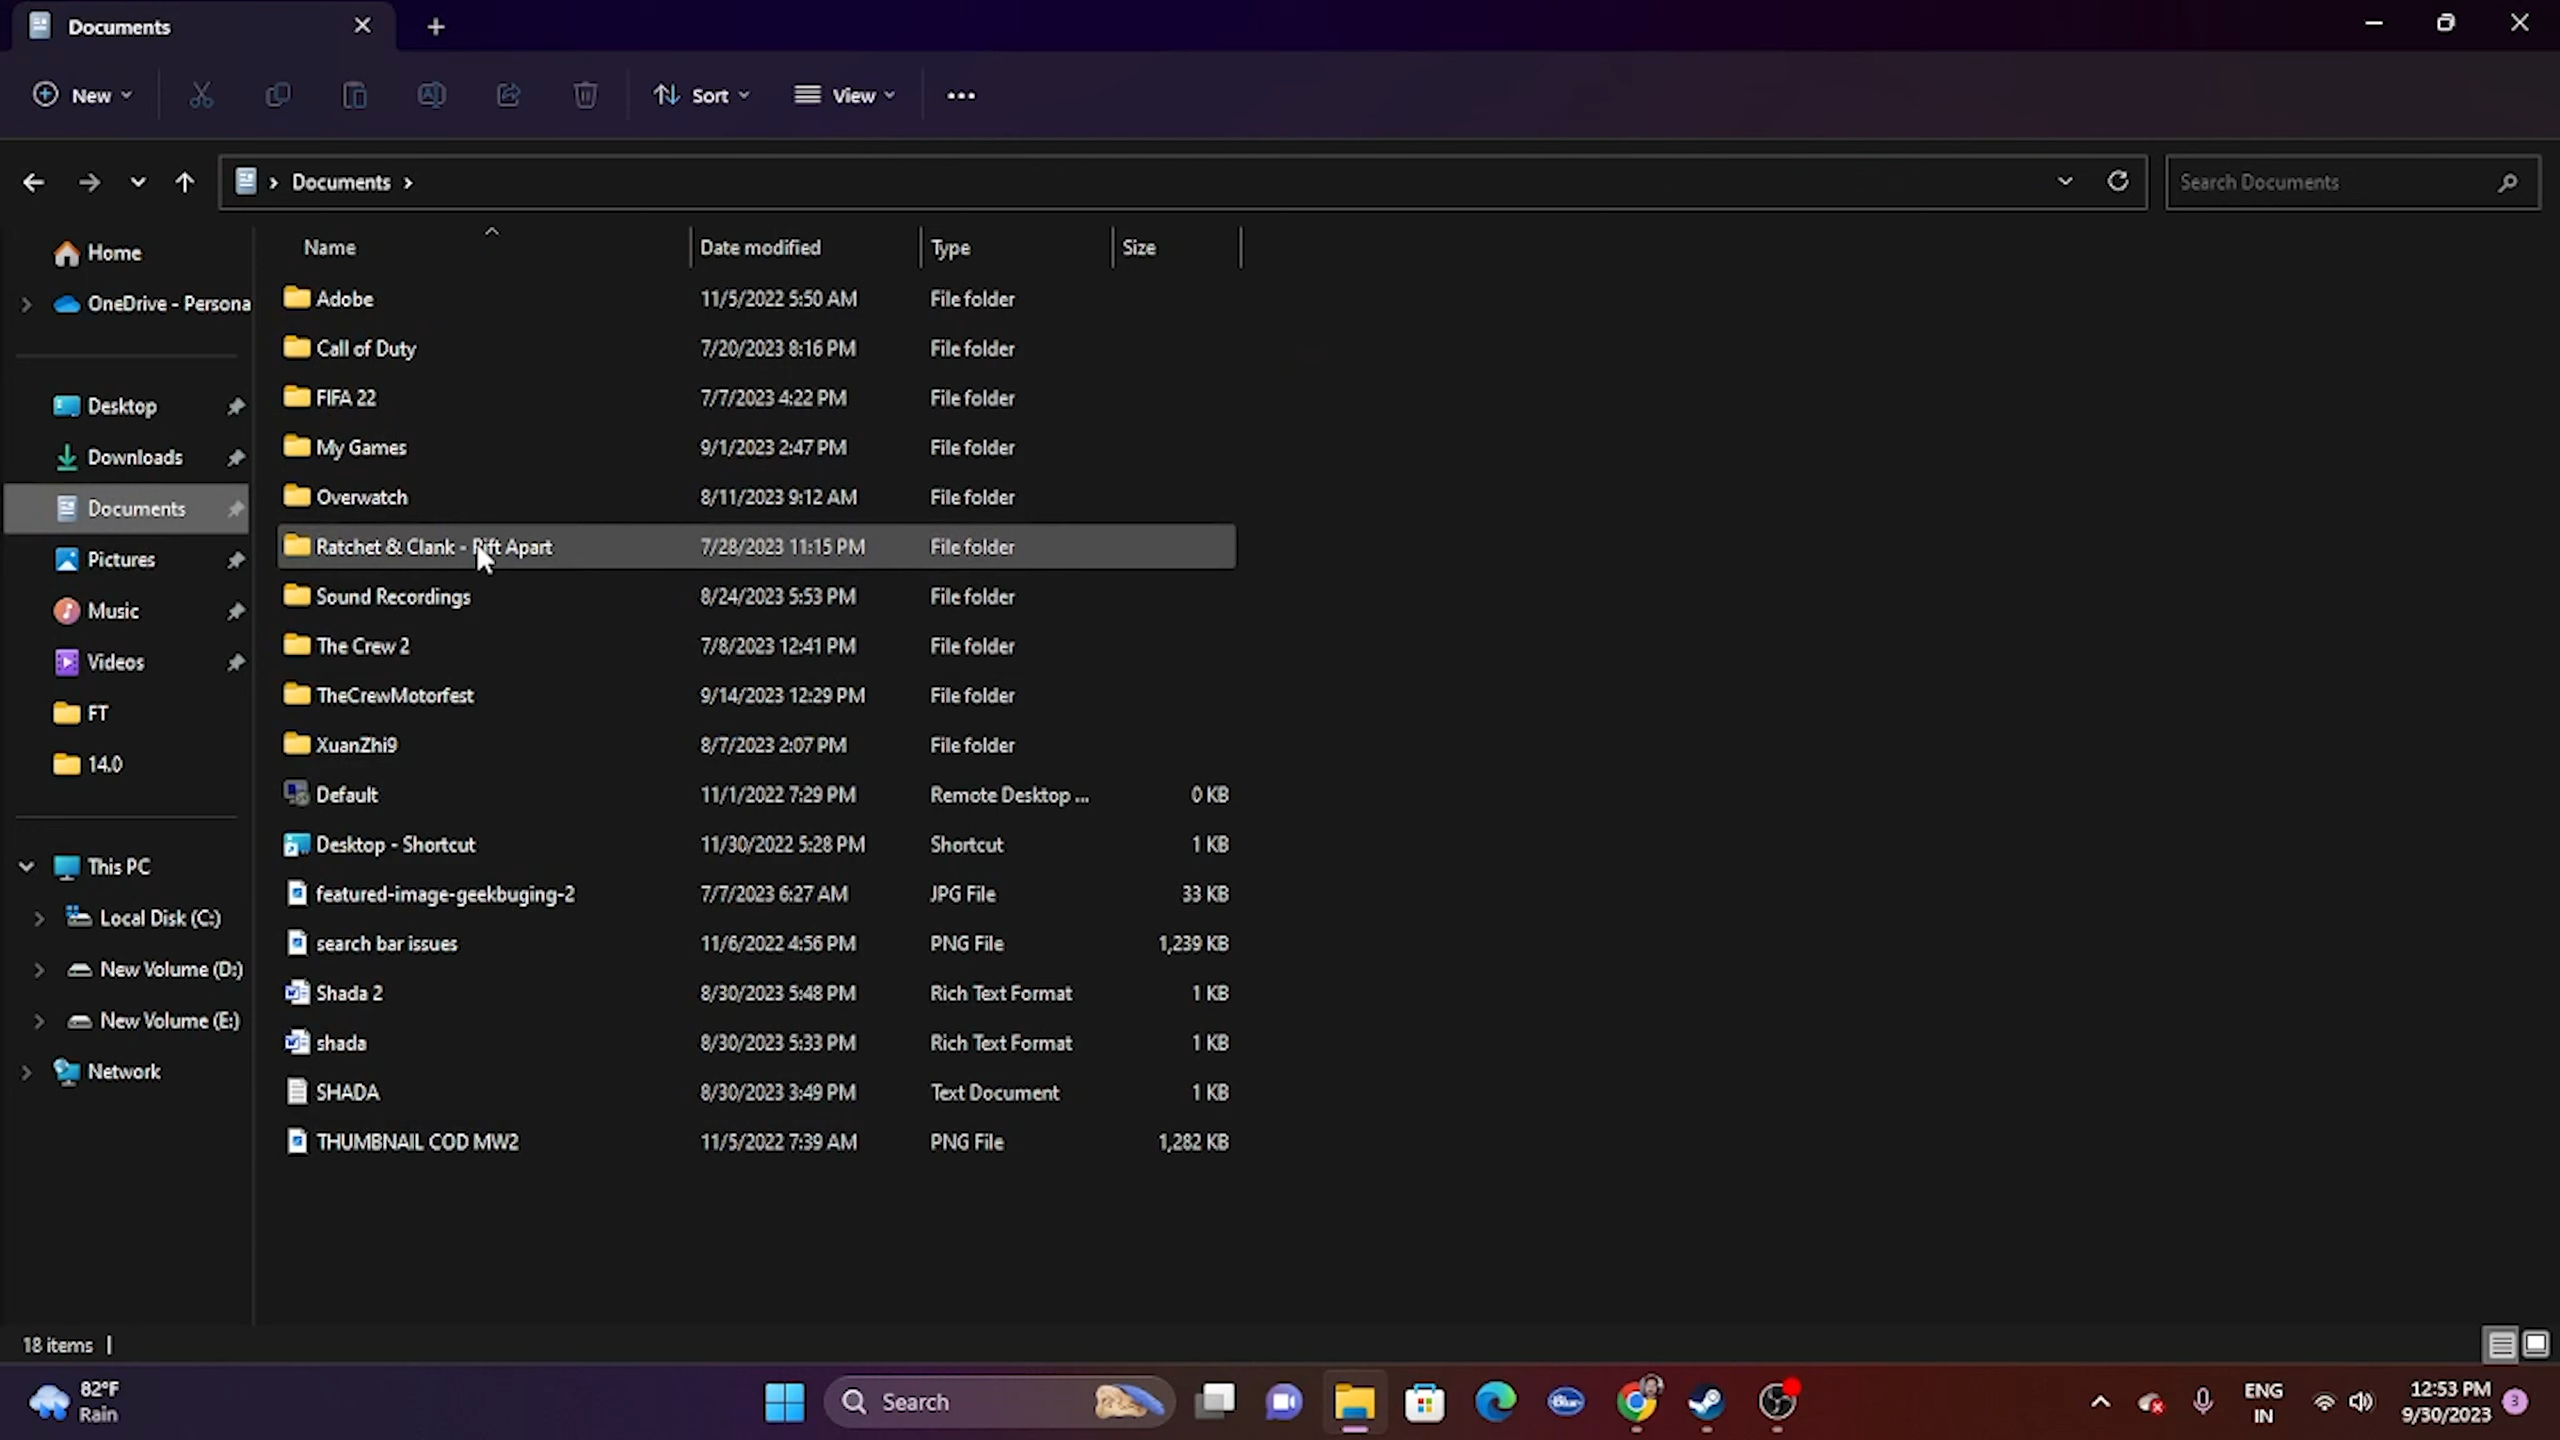 Documents
New
Sort
View
Documents
Search Documents
Home
OneDrive - Persona
Desktop
Downloads
Documents
Pictures
Music
Videos
FT
14.0
This PC
Local Disk (C:)
New Volume (D:)
New Volume (E:)
Network
Name Date modified Type Size
Adobe 11/5/2022 5:50 AM File folder
Call of Duty 7/20/2023 8:16 PM File folder
FIFA 22 7/7/2023 4:22 PM File folder
My Games 9/1/2023 2:47 PM File folder
Overwatch 8/11/2023 9:12 AM File folder
Ratchet & Clank - Rift Apart 7/28/2023 11:15 PM File folder
Sound Recordings 8/24/2023 5:53 PM File folder
The Crew 2 7/8/2023 12:41 PM File folder
TheCrewMotorfest 9/14/2023 12:29 PM File folder
XuanZhi9 8/7/2023 2:07 PM File folder
Default 11/1/2022 7:29 PM Remote Desktop ... 0 KB
Desktop - Shortcut 11/30/2022 5:28 PM Shortcut 1 KB
featured-image-geekbuging-2 7/7/2023 6:27 AM JPG File 33 KB
search bar issues 11/6/2022 4:56 PM PNG File 1,239 KB
Shada 2 8/30/2023 5:48 PM Rich Text Format 1 KB
shada 8/30/2023 5:33 PM Rich Text Format 1 KB
SHADA 8/30/2023 3:49 PM Text Document 1 KB
THUMBNAIL COD MW2 11/5/2022 7:39 AM PNG File 1,282 KB
18 items
82°F
Rain
Search
Blue
ENG
IN
12:53 PM
9/30/2023
3